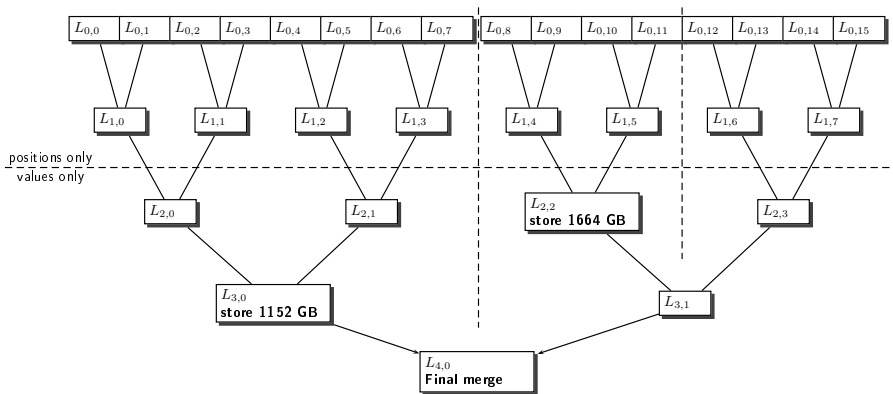 L0,0 L0,1 L0,2 L0,3 L0,4 L0,5 L0,6 L0,7 L0,8 L0,9 L0,10 L0,11 L0,12 L0,13 L0,14 L0,15
L1,0 L1,1 L1,2 L1,3 L1,4 L1,5 L1,6 L1,7
positions only
values only
L2,0 L2,1 L2,2 L2,3
store 1664 GB
L3,0 L3,1
store 1152 GB
L4,0
Final merge